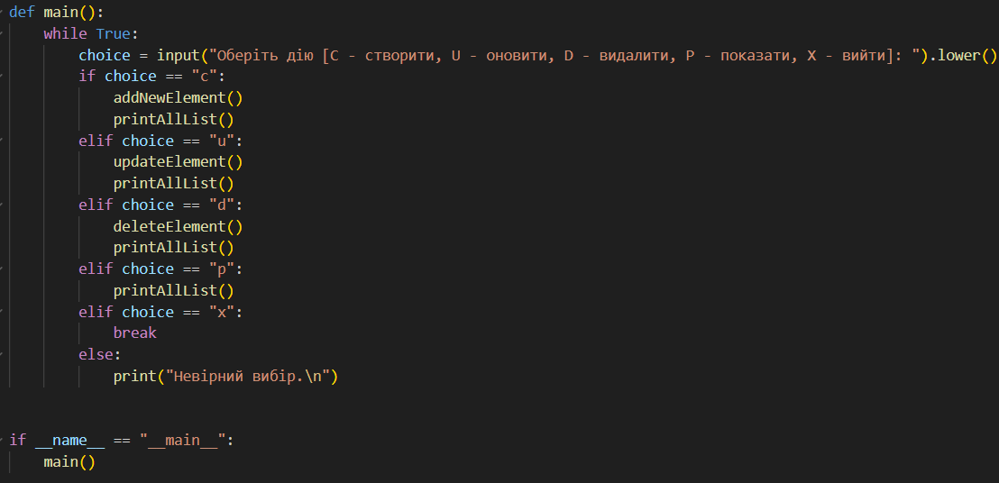 def main():
    while True:
        choice = input("Оберіть дію [C - створити, U - оновити, D - видалити, P - показати, X - вийти]: ").lower()
        if choice == "c":
            addNewElement()
            printAllList()
        elif choice == "u":
            updateElement()
            printAllList()
        elif choice == "d":
            deleteElement()
            printAllList()
        elif choice == "p":
            printAllList()
        elif choice == "x":
            break
        else:
            print("Невірний вибір.\n")
if __name__ == "__main__":
    main()